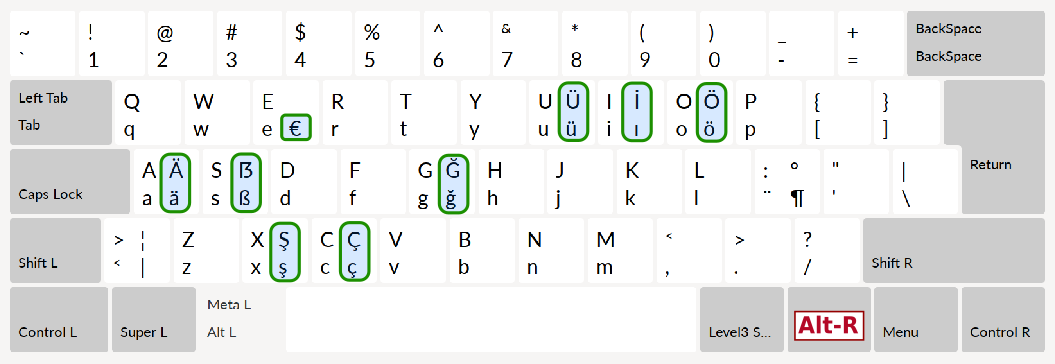 ~ ! @ # $ % ^ & * ( ) _ + BackSpace
` 1 2 3 4 5 6 7 8 9 0 - = BackSpace
Left Tab Q W E R T Y U Ü I İ O Ö P { }
Tab q w e € r t y u ü i ı o ö p [ ]
A Ä S ẞ D F G Ğ H J K L : ° " | Return
Caps Lock a ä s ß d f g ğ h j k l ¨ ¶ ' \
> ¦ Z X Ş C Ç V B N M < > ?
Shift L < | z x ş c ç v b n m , . / Shift R
Meta L
Control L Super L Alt L Level3 S... Alt-R Menu Control R